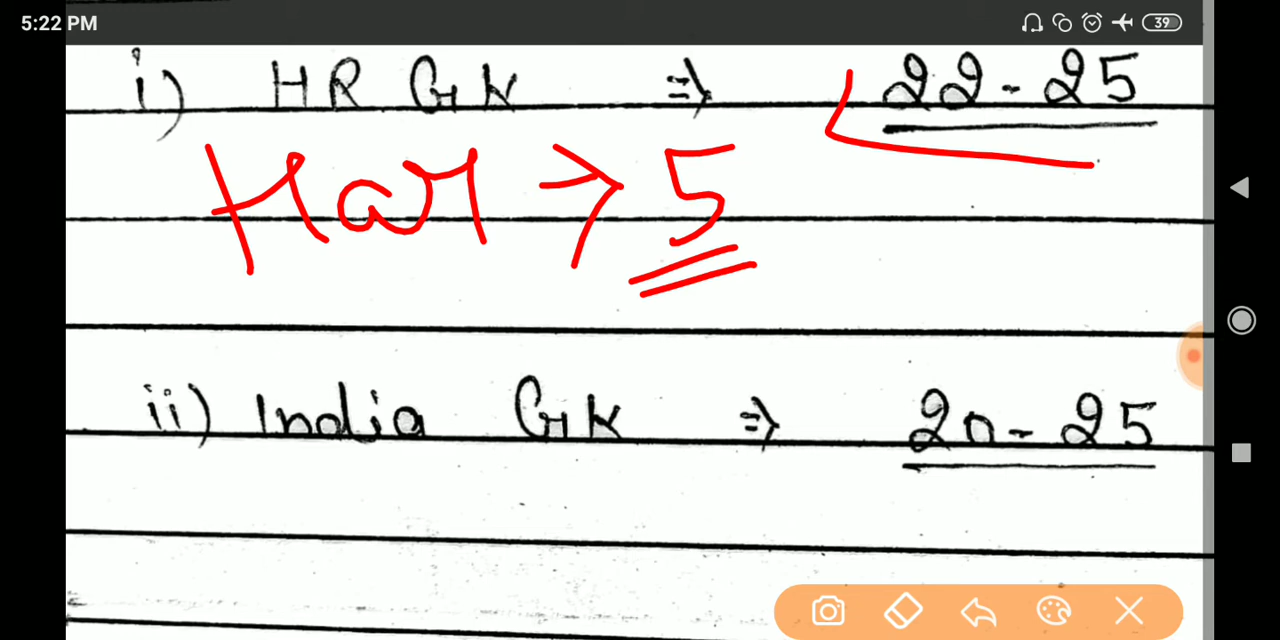 5:22 PM 39
i) HR GK => 22-25
Har > 5
ii) India GK => 20-25